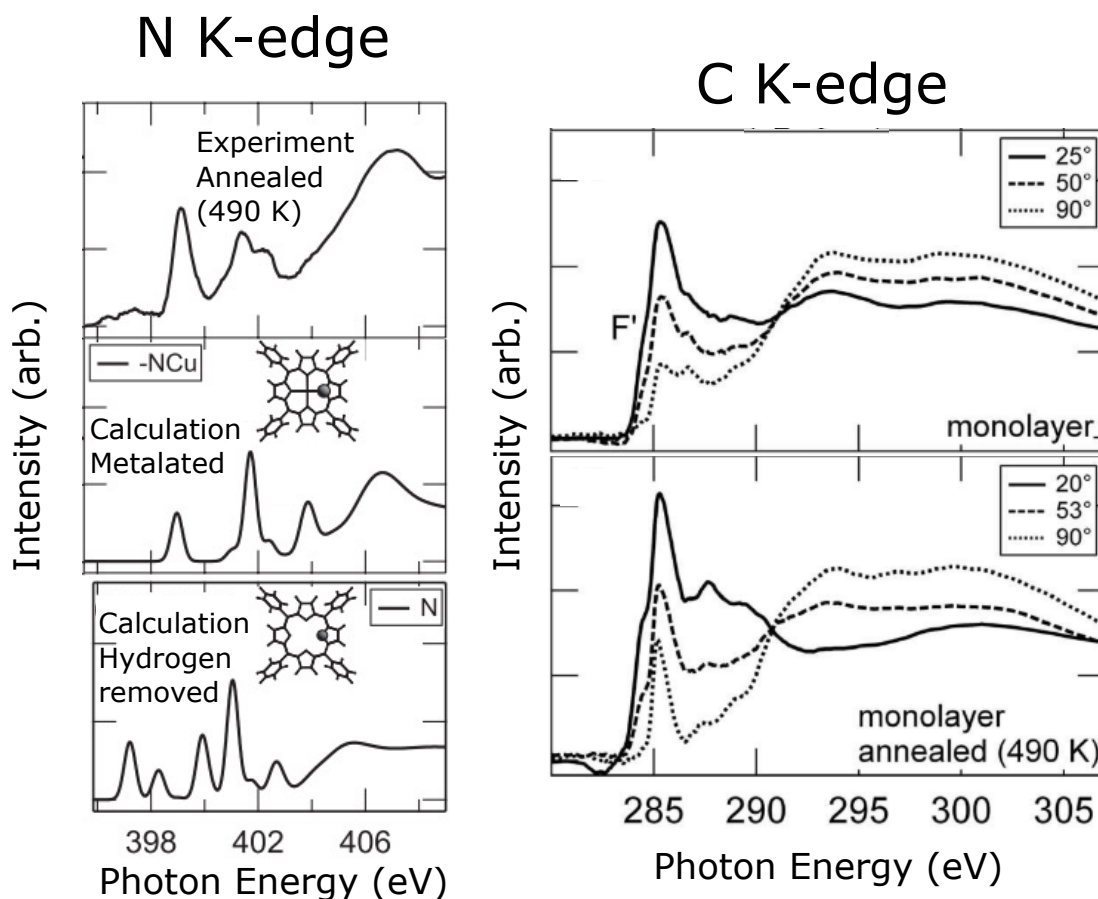 N K-edge
C K-edge
Experiment
Annealed
(490 K)
-NCu
Calculation
Metalated
Calculation
Hydrogen
removed
N
Intensity (arb.)
398
402
406
Photon Energy (eV)
25°
50°
90°
F'
monolayer
20°
53°
90°
monolayer
annealed (490 K)
Intensity (arb.)
285
290
295
300
305
Photon Energy (eV)